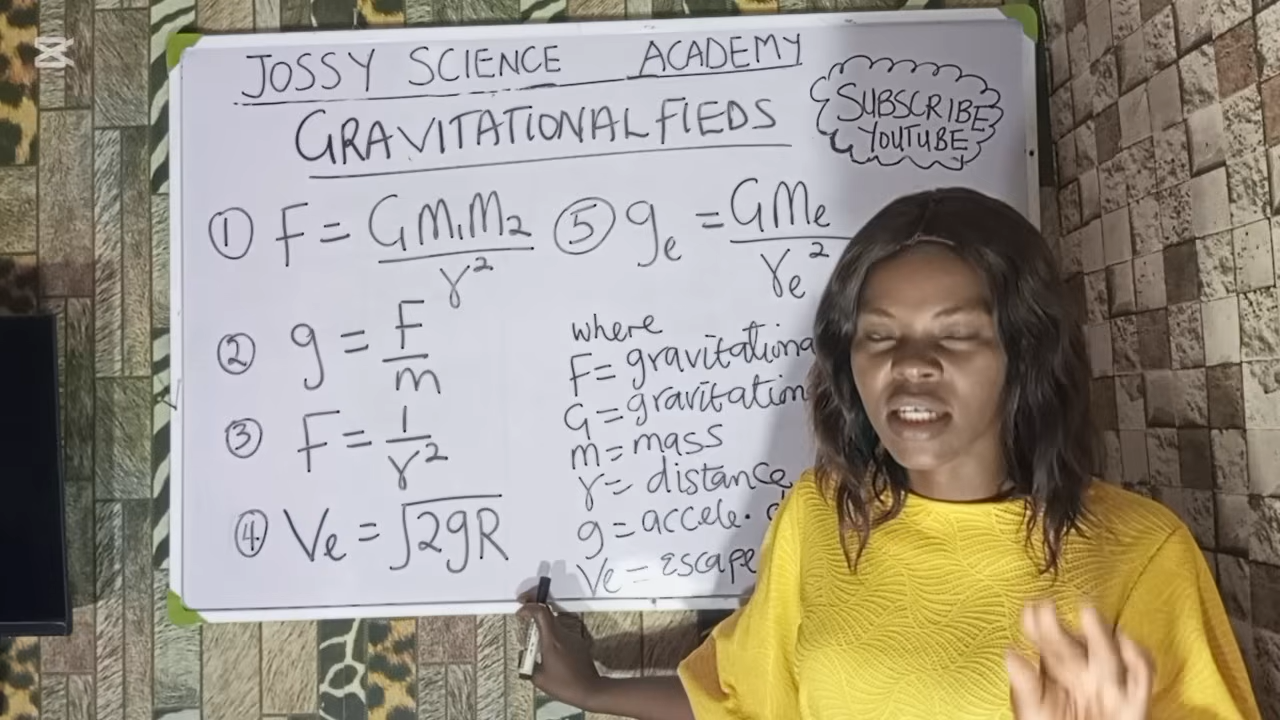 JOSSY SCIENCE ACADEMY
GRAVITATIONAL FIEDS
SUBSCRIBE
YOUTUBE
① F = GM₁M₂/r²
② g = F/m
③ F = 1/r²
④ Ve = √2gR
⑤ ge = GMe/re²
where
F = gravitationa
G = gravitation
m = mass
r = distance
g = accele.
Ve = escape